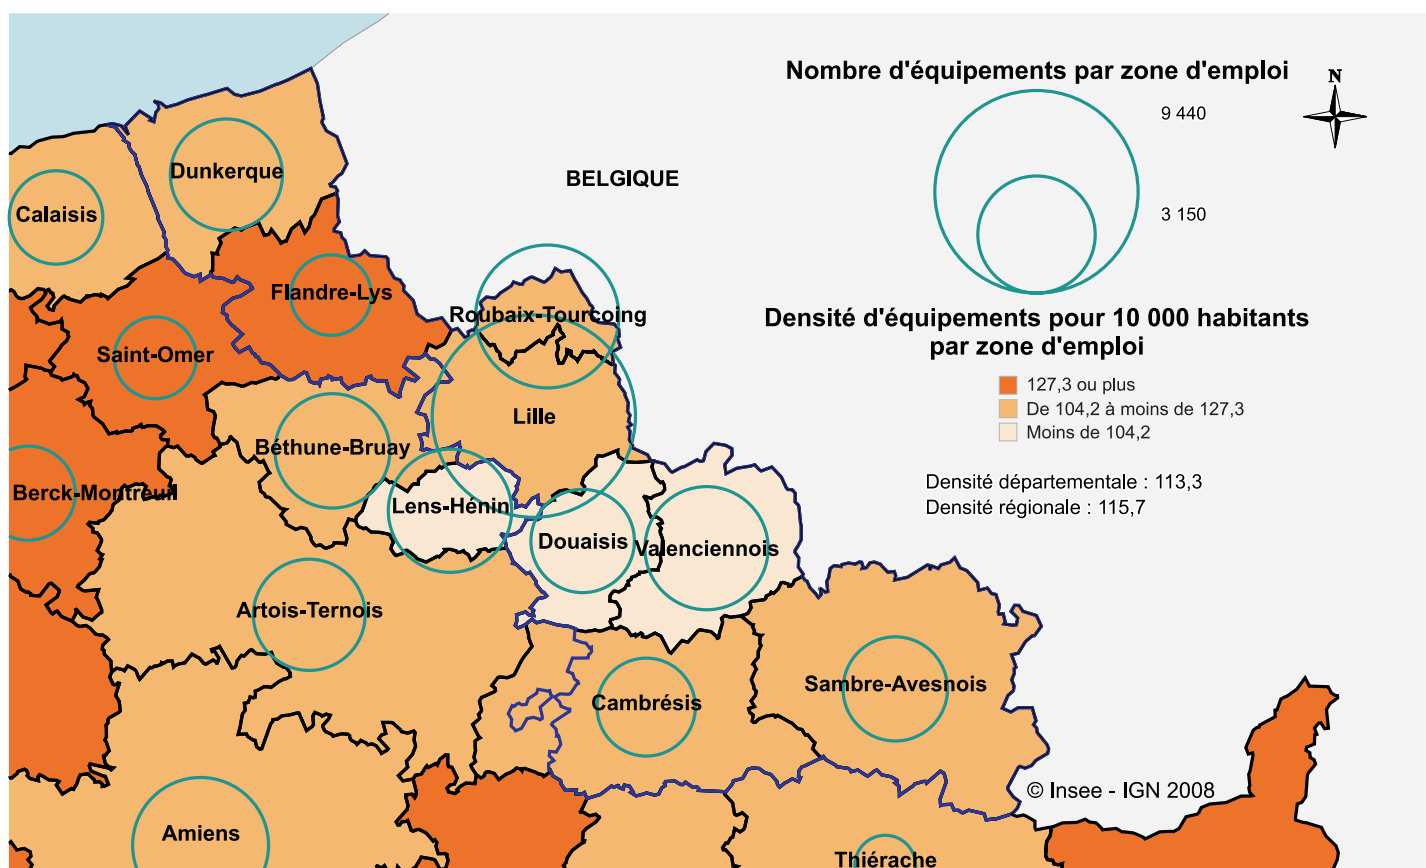 Nombre d'équipements par zone d'emploi
N
9 440
3 150
BELGIQUE
Dunkerque
Calaisis
Flandre-Lys
Roubaix-Tourcoing
Saint-Omer
Lille
Béthune-Bruay
Berck-Montreuil
Lens-Hénin
Douaisis
Valenciennois
Artois-Ternois
Cambrésis
Sambre-Avesnois
Amiens
Thiérache
Densité d'équipements pour 10 000 habitants
par zone d'emploi
127,3 ou plus
De 104,2 à moins de 127,3
Moins de 104,2
Densité départementale : 113,3
Densité régionale : 115,7
© Insee - IGN 2008